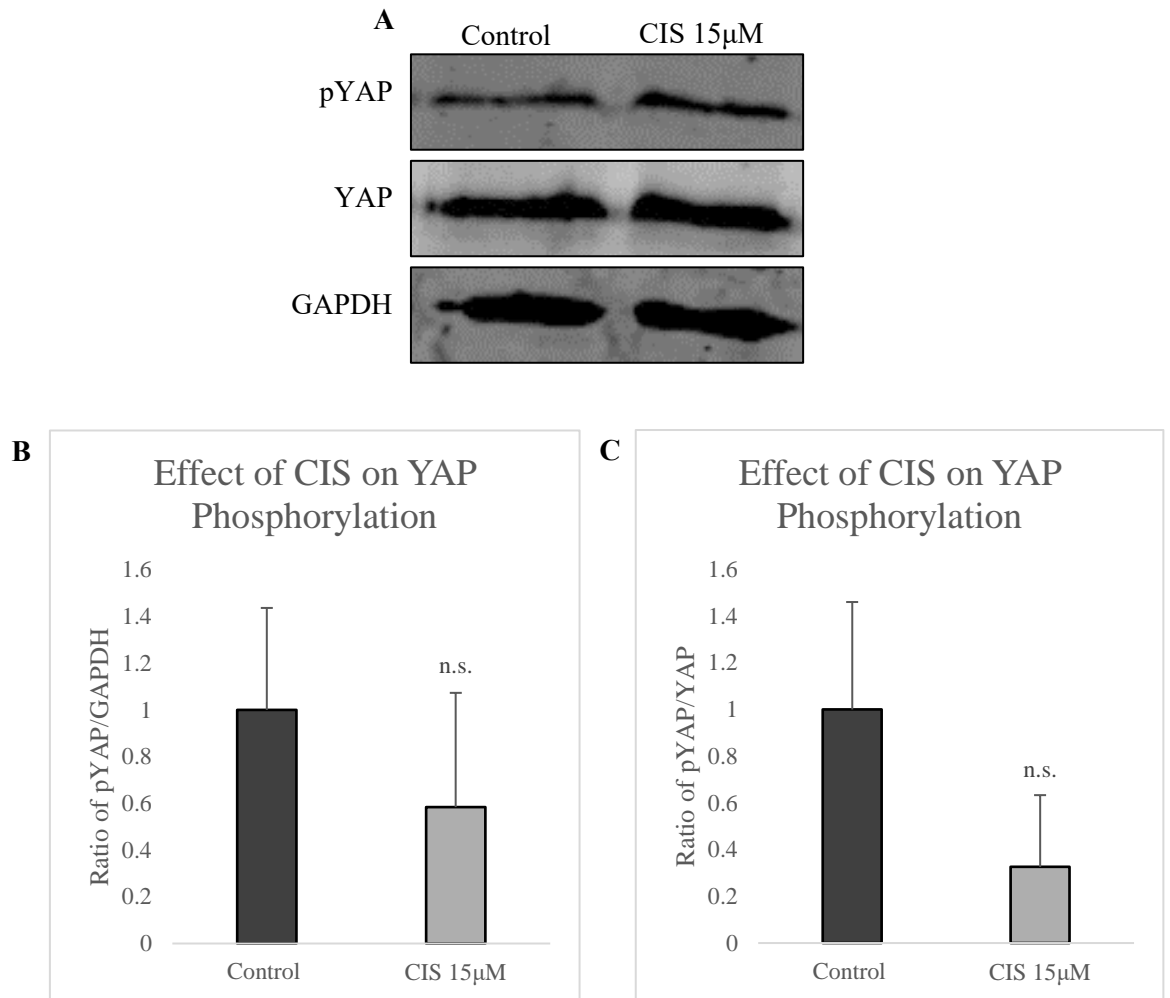 A
Control CIS 15μM
pYAP
YAP
GAPDH
B
Effect of CIS on YAP
Phosphorylation
Ratio of pYAP/GAPDH
1.6
1.4
1.2
1
0.8
0.6
0.4
0.2
0
n.s.
Control CIS 15μM
C
Effect of CIS on YAP
Phosphorylation
Ratio of pYAP/YAP
1.6
1.4
1.2
1
0.8
0.6
0.4
0.2
0
n.s.
Control CIS 15μM